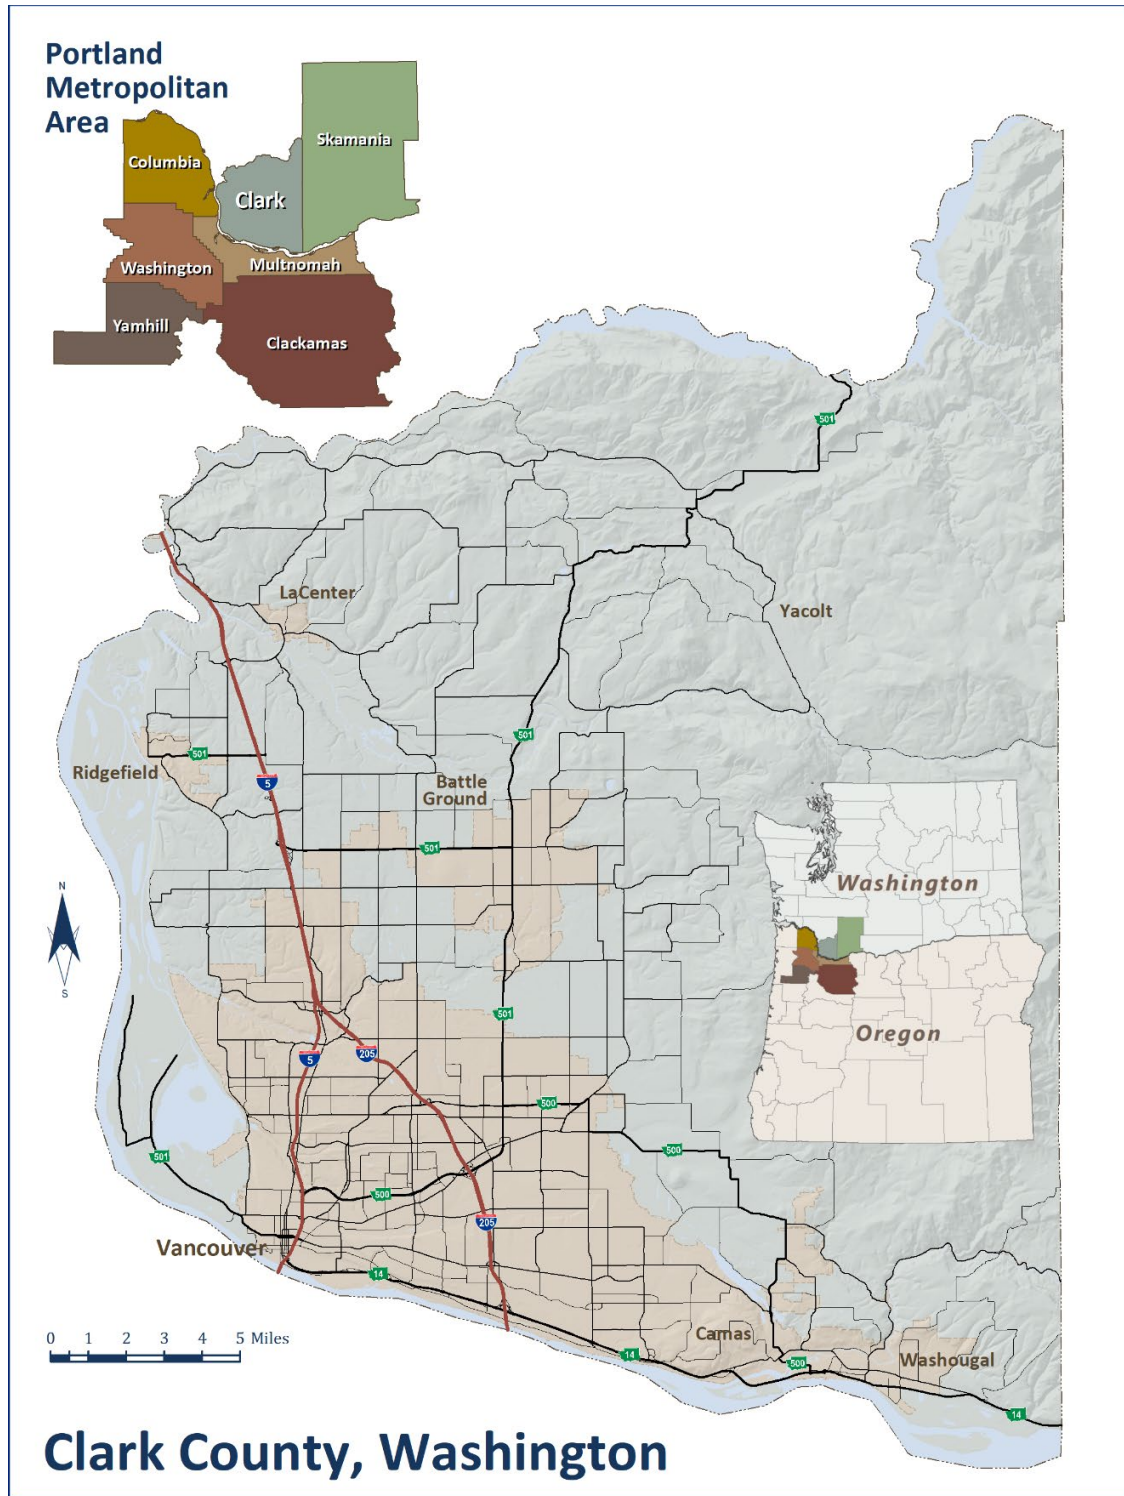 Portland
Metropolitan
Area
Skamania
Columbia
Clark
Washington
Multnomah
Yamhill
Clackamas
501
LaCenter
Yacolt
501
501
Ridgefield
5
Battle
Ground
501
Washington
N
S
501
Oregon
5
205
500
500
501
500
205
Vancouver
14
0 1 2 3 4 5 Miles
Camas
14
500
Washougal
14
Clark County, Washington